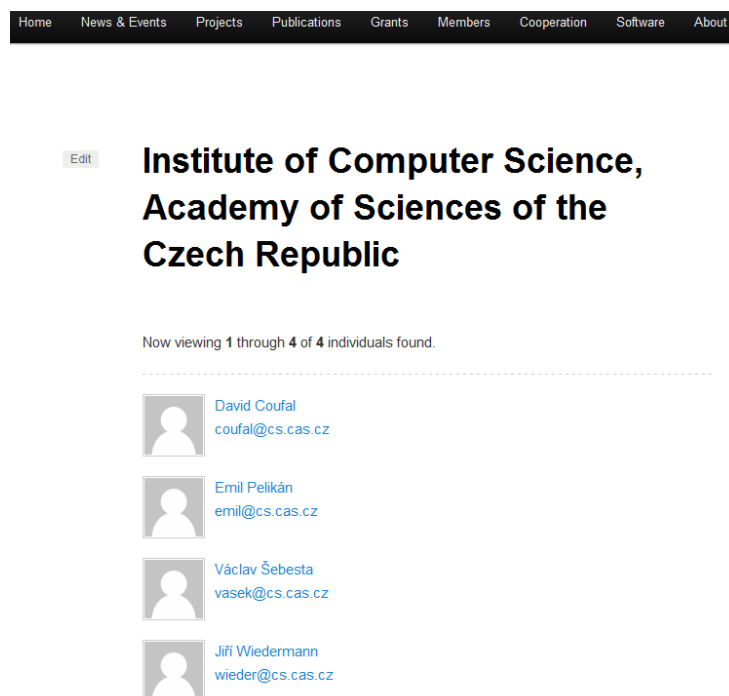 Home News & Events Projects Publications Grants Members Cooperation Software About
Edit
Institute of Computer Science,
Academy of Sciences of the
Czech Republic
Now viewing 1 through 4 of 4 individuals found.
David Coufal
coufal@cs.cas.cz
Emil Pelikán
emil@cs.cas.cz
Václav Šebesta
vasek@cs.cas.cz
Jiří Wiedermann
wieder@cs.cas.cz